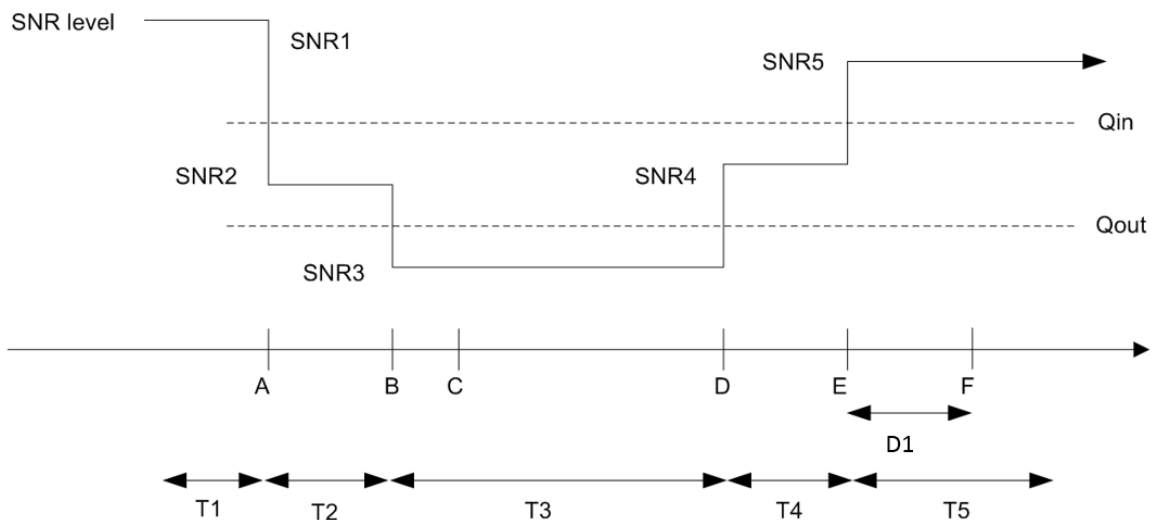 SNR level
SNR1
SNR5
Qin
SNR2
SNR4
Qout
SNR3
A B C D E F
D1
T1 T2 T3 T4 T5